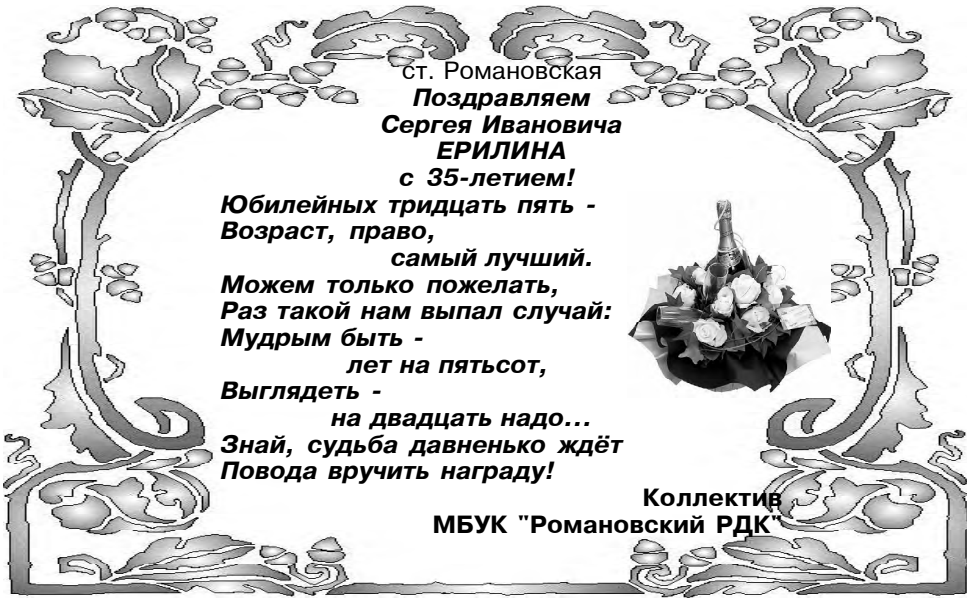 ст. Романовская
Поздравляем
Сергея Ивановича
ЕРИЛИНА
с 35-летием!
Юбилейных тридцать пять -
Возраст, право,
самый лучший.
Можем только пожелать,
Раз такой нам выпал случай:
Мудрым быть -
лет на пятьсот,
Выглядеть -
на двадцать надо...
Знай, судьба давненько ждёт
Повода вручить награду!
Коллектив
МБУК "Романовский РДК"